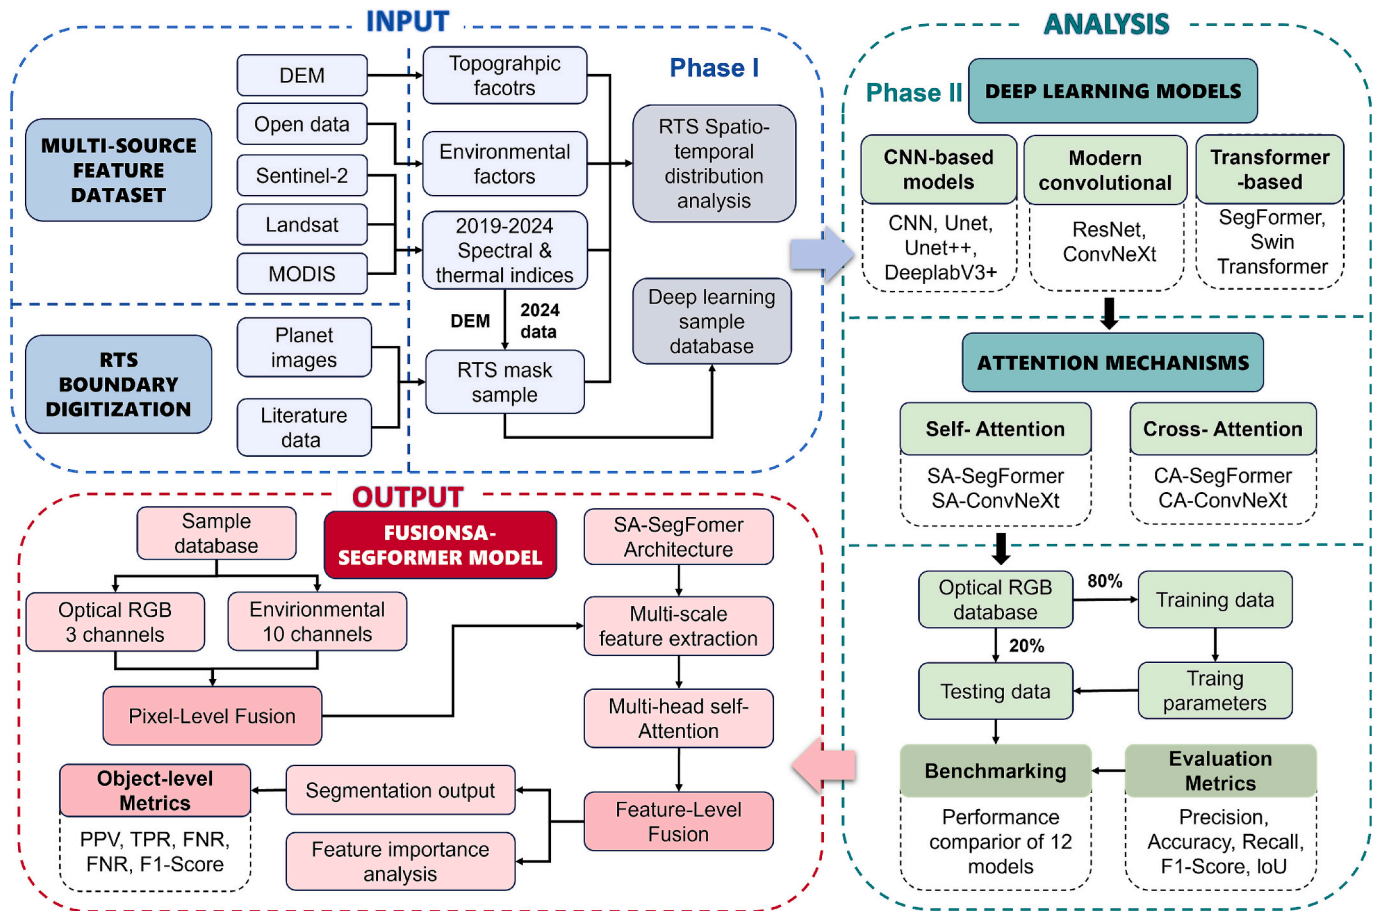 INPUT
Phase I
MULTI-SOURCE
FEATURE
DATASET
DEM
Open data
Sentinel-2
Landsat
MODIS
Topograhpic
facotrs
Environmental
factors
2019-2024
Spectral &
thermal indices
DEM
2024
data
RTS Spatio-
temporal
distribution
analysis
Deep learning
sample
database
RTS
BOUNDARY
DIGITIZATION
Planet
images
Literature
data
RTS mask
sample
ANALYSIS
Phase II
DEEP LEARNING MODELS
CNN-based
models
CNN, Unet,
Unet++,
DeeplabV3+
Modern
convolutional
ResNet,
ConvNeXt
Transformer
-based
SegFormer,
Swin
Transformer
ATTENTION MECHANISMS
Self- Attention
SA-SegFormer
SA-ConvNeXt
Cross- Attention
CA-SegFormer
CA-ConvNeXt
Optical RGB
database
80%
Training data
20%
Testing data
Traing
parameters
Benchmarking
Performance
comparior of 12
models
Evaluation
Metrics
Precision,
Accuracy, Recall,
F1-Score, IoU
OUTPUT
FUSIONSA-
SEGFORMER MODEL
Sample
database
Optical RGB
3 channels
Envirionmental
10 channels
Pixel-Level Fusion
SA-SegFomer
Architecture
Multi-scale
feature extraction
Multi-head self-
Attention
Feature-Level
Fusion
Segmentation output
Feature importance
analysis
Object-level
Metrics
PPV, TPR, FNR,
FNR, F1-Score